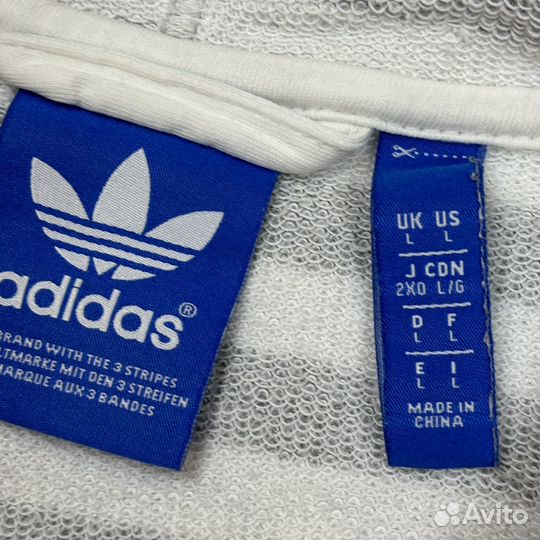 adidas®
BRAND WITH THE 3 STRIPES
LTMARKE MIT DEN 3 STREIFEN
MARQUE AUX 3 BANDES
UK US
L L
J CDN
2XO L/G
D F
L L
E I
L L
MADE IN
CHINA
Avito